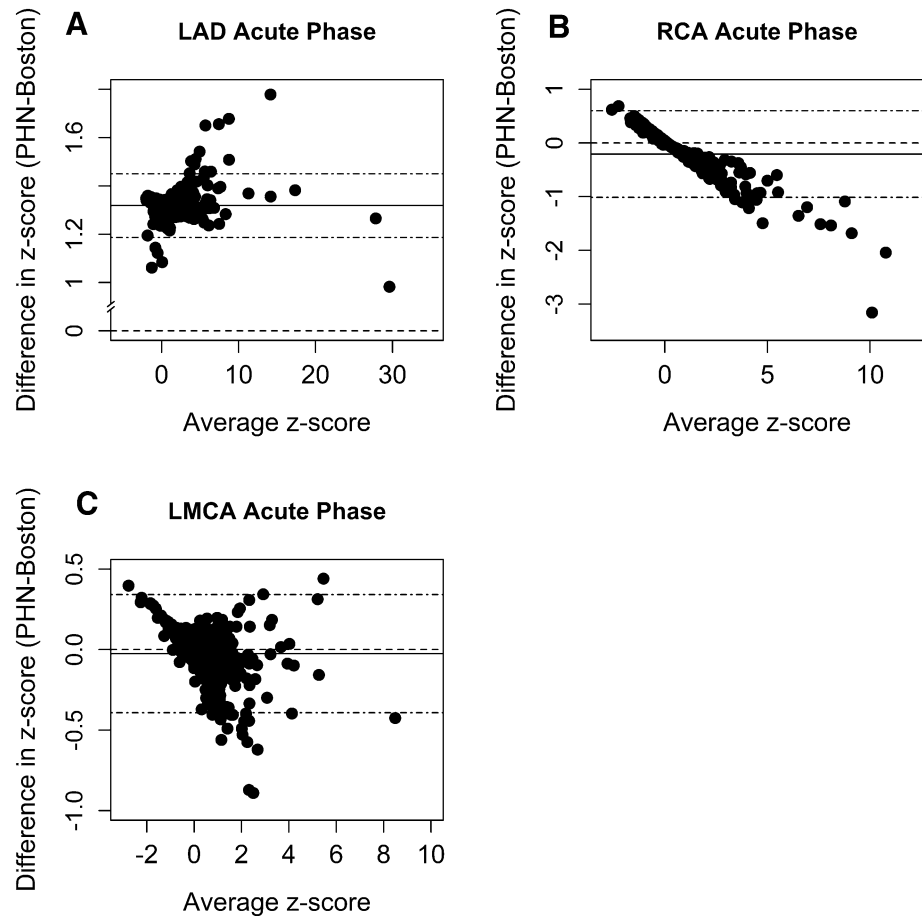 A
LAD Acute Phase
Difference in z-score (PHN-Boston)
1.6
1.2
1
0
0 10 20 30
Average z-score
B
RCA Acute Phase
Difference in z-score (PHN-Boston)
1
0
-1
-2
-3
0 5 10
Average z-score
C
LMCA Acute Phase
Difference in z-score (PHN-Boston)
0.5
0.0
-0.5
-1.0
-2 0 2 4 6 8 10
Average z-score